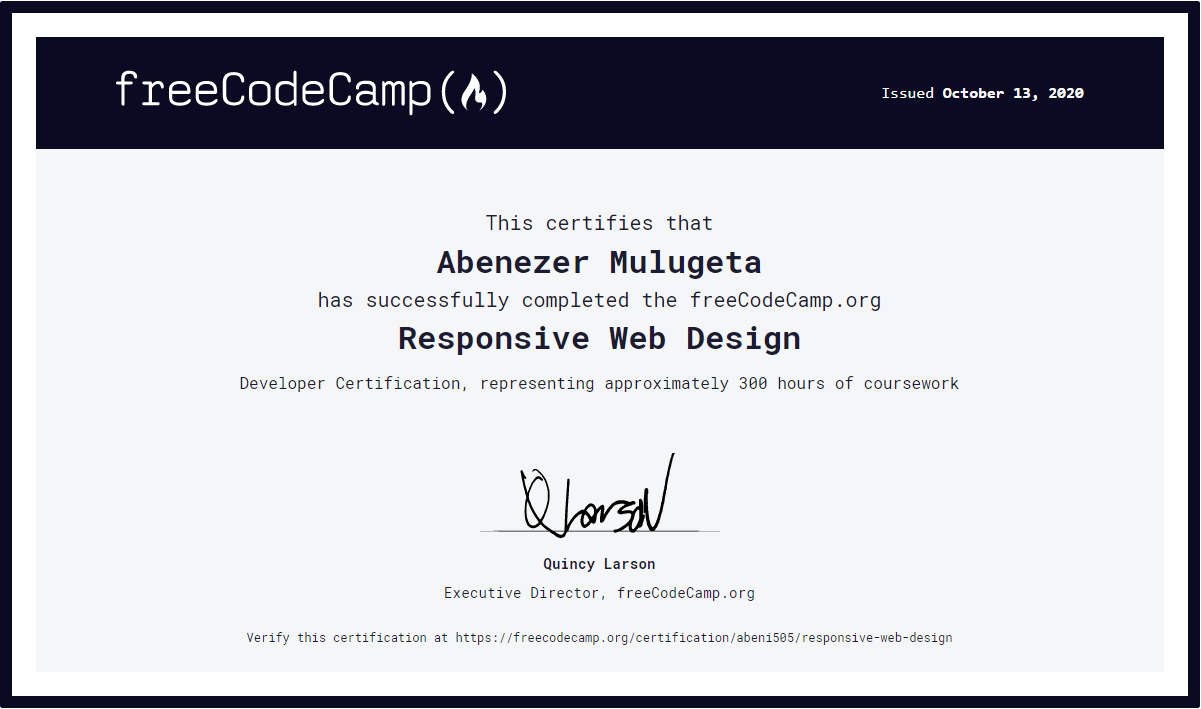 freeCodeCamp(🔥)
Issued October 13, 2020
This certifies that
Abenezer Mulugeta
has successfully completed the freeCodeCamp.org
Responsive Web Design
Developer Certification, representing approximately 300 hours of coursework
Q Larson
Quincy Larson
Executive Director, freeCodeCamp.org
Verify this certification at https://freecodecamp.org/certification/abeni505/responsive-web-design